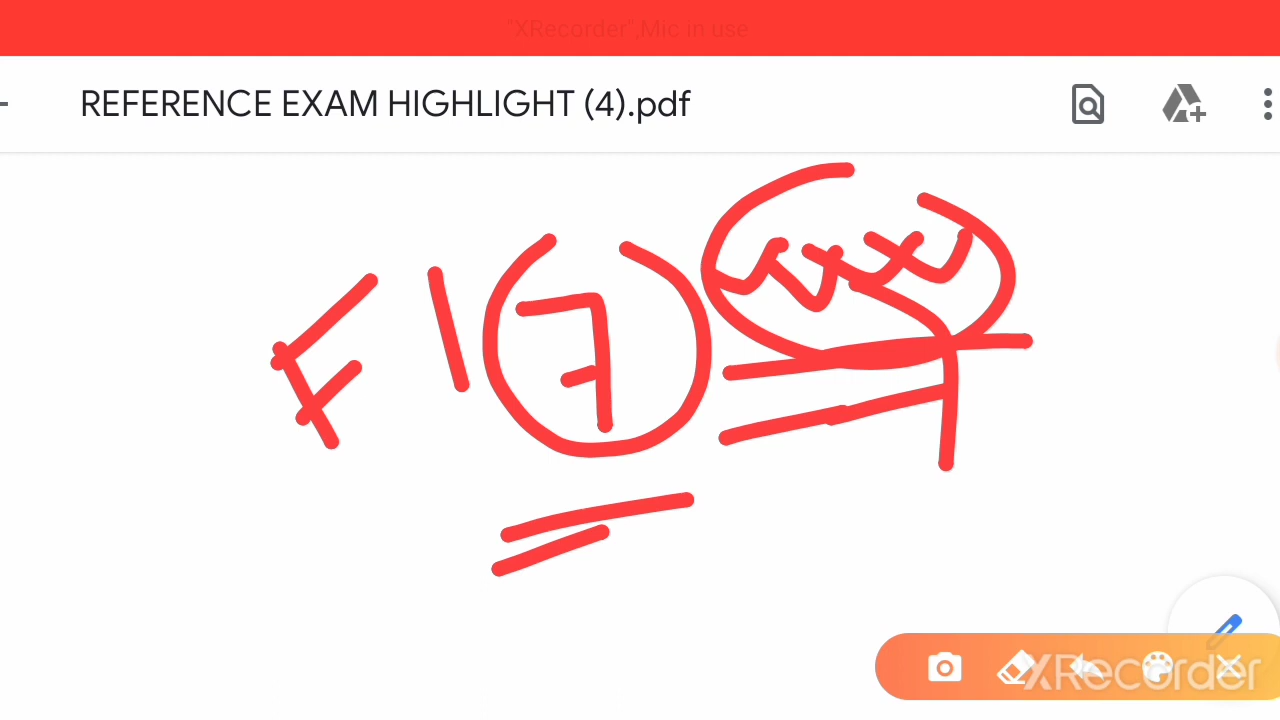 "XRecorder",Mic in use
REFERENCE EXAM HIGHLIGHT (4).pdf
F 1 7
XRecorder